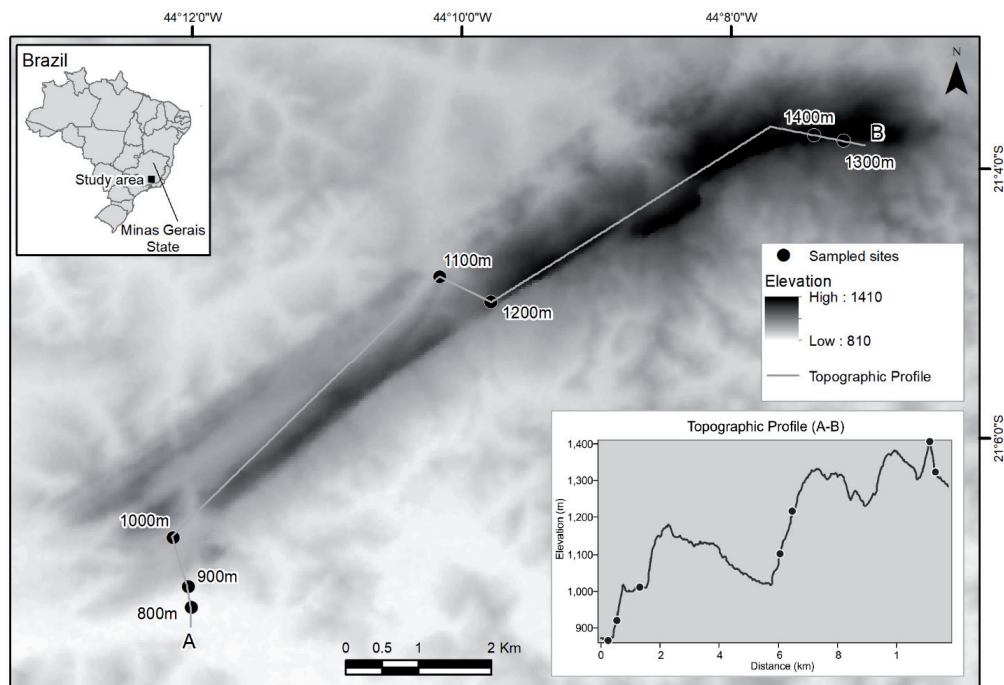 44°12'0"W
44°10'0"W
44°8'0"W
Brazil
Study area
Minas Gerais
State
N
1400m
B
1300m
21°4'0"S
1100m
1200m
Sampled sites
Elevation
High : 1410
Low : 810
Topographic Profile
21°6'0"S
1000m
900m
800m
A
0 0.5 1 2 Km
Topographic Profile (A-B)
Elevation (m)
1,400
1,300
1,200
1,100
1,000
900
0 2 4 6 8 1
Distance (km)